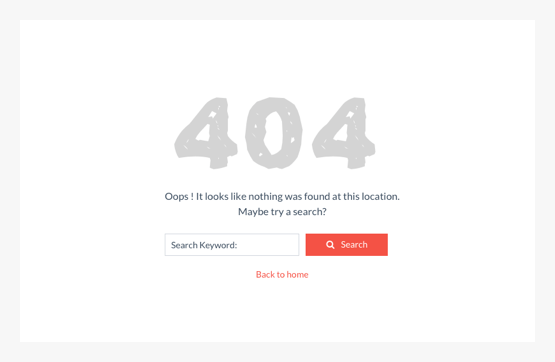 404
Oops ! It looks like nothing was found at this location.
Maybe try a search?
Search Keyword:
Search
Back to home